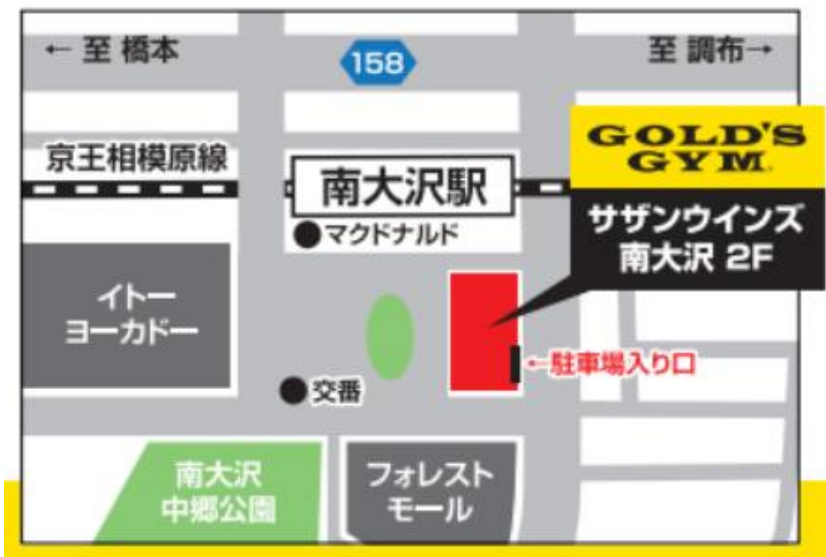 ← 至 橋本
158
至 調布→
GOLD'S
GYM.
京王相模原線
南大沢駅
サザンウインズ
南大沢 2F
●マクドナルド
イトー
ヨーカドー
←駐車場入り口
●交番
南大沢
中郷公園
フォレスト
モール